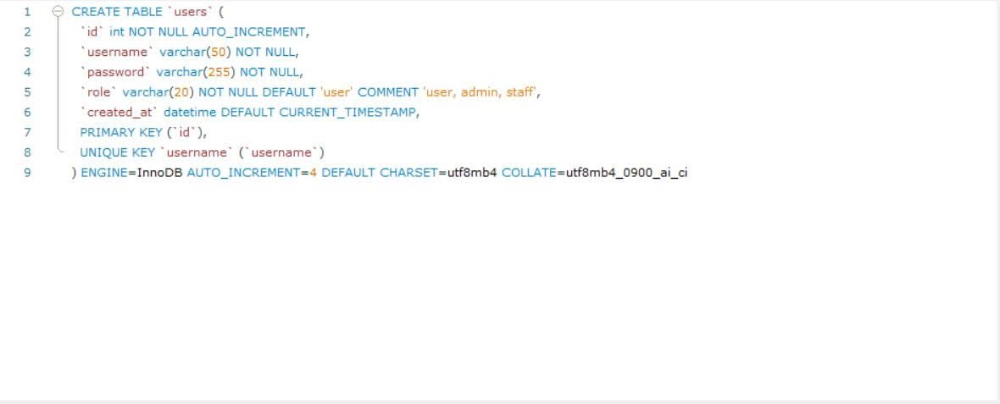 1 CREATE TABLE `users` (
2 `id` int NOT NULL AUTO_INCREMENT,
3 `username` varchar(50) NOT NULL,
4 `password` varchar(255) NOT NULL,
5 `role` varchar(20) NOT NULL DEFAULT 'user' COMMENT 'user, admin, staff',
6 `created_at` datetime DEFAULT CURRENT_TIMESTAMP,
7 PRIMARY KEY (`id`),
8 UNIQUE KEY `username` (`username`)
9 ) ENGINE=InnoDB AUTO_INCREMENT=4 DEFAULT CHARSET=utf8mb4 COLLATE=utf8mb4_0900_ai_ci